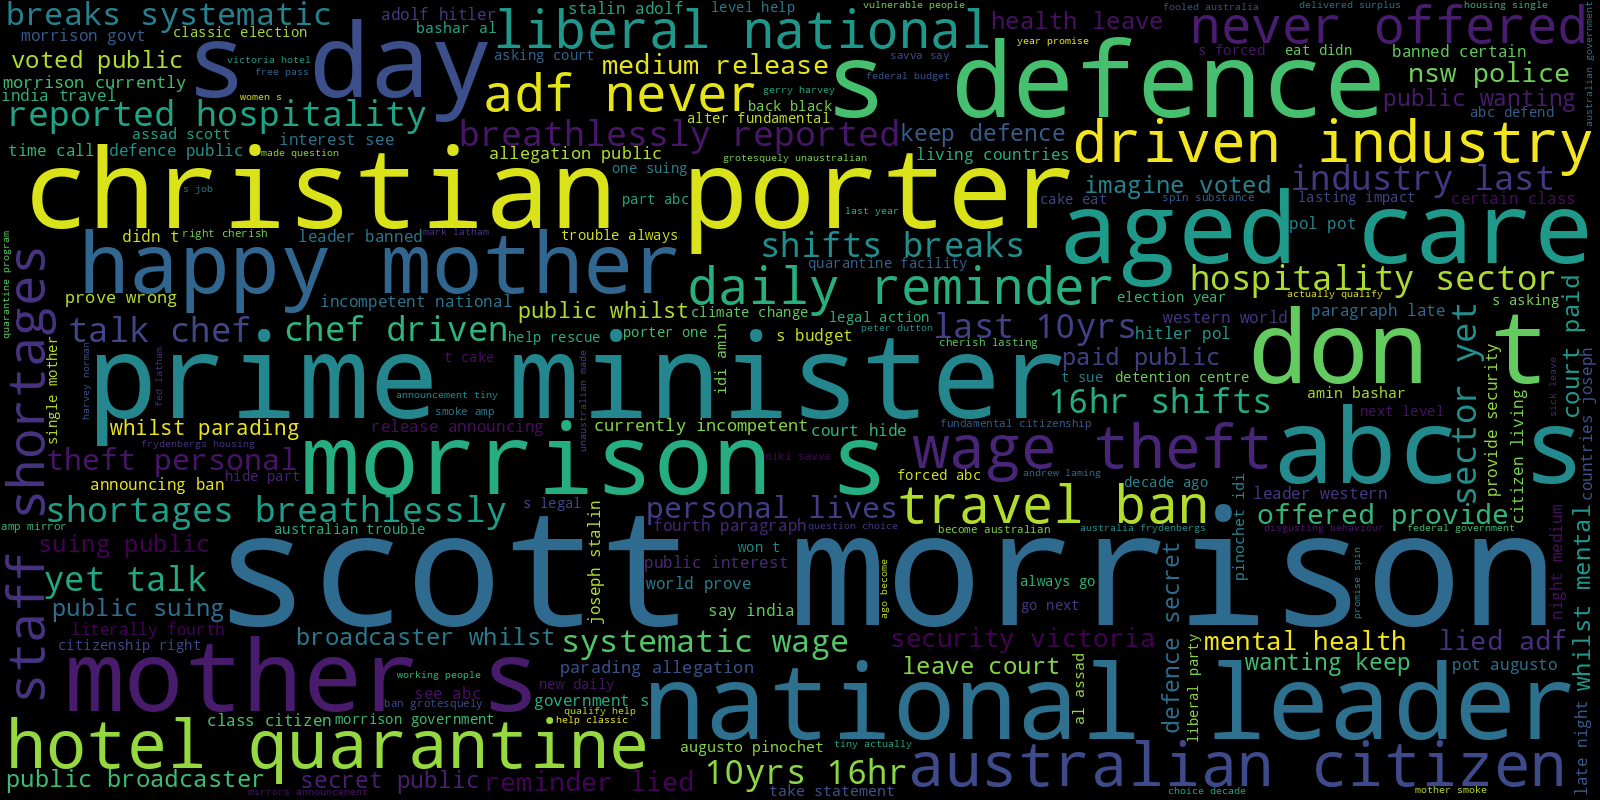 breaks systematic
adolf hitler
stalin adolf
level help
vulnerable people
fooled australia
delivered surplus
housing single
morrison govt
classic election
bashar al
liberal national
health leave
never offered
australian government
voted public
victoria hotel
free pass
s day
asking court
medium release
year promise
savva say
s forced
eat didn
banned certain
morrison currently
women s
adf never
federal budget
s defence
nsw police
india travel
gerry harvey
back black
public wanting
reported hospitality
alter fundamental
abc defend
assad scott
interest see
breathlessly reported
keep defence
driven industry
time call
defence public
made question
allegation public
grotesquely unaustralian
living countries
christian porter
one suing
s job
part abc
last year
imagine voted
industry last
cake eat
spin substance
lasting impact
certain class
aged care
pol pot
quarantine program
didn t
right cherish
leader banned
mark latham
trouble always
shifts breaks
happy mother
quarantine facility
daily reminder
hospitality sector
prove wrong
incompetent national
public whilst
climate change
election year
actually qualify
s asking
staff shortages
talk chef
chef driven
help rescue
porter one
legal action
s budget
peter dutton
last 10yrs
western world
hitler pol
paragraph late
don t
court paid
single mother
harvey norman
fed latham
prime minister
t cake
unaustralian made
idi amin
cherish lasting
paid public
t sue
detention centre
amin bashar
sector yet
provide security
sick leave
countries joseph
announcement tiny
smoke amp
16hr shifts
next level
whilst parading
release announcing
currently incompetent
court hide
fundamental citizenship
frydenbergs housing
theft personal
morrison s
niki savva
wage theft
abc s
citizen living
announcing ban
hide part
forced abc
andrew laming
decade ago
shortages breathlessly
s legal
personal lives
travel ban
leader western
offered provide
amp mirror
australian trouble
joseph stalin
fourth paragraph
question choice
become australian
australia frydenbergs
pinochet idi
disgusting behaviour
federal government
suing public
scott morrison
won t
public interest
world prove
ago become
always go
go next
defence secret
promise spin
night medium
whilst mental
yet talk
public suing
say india
literally fourth
citizenship right
broadcaster whilst
systematic wage
security victoria
liberal party
mental health
lied adf
mother s
working people
parading allegation
leave court
wanting keep
pot augusto
see abc
new daily
ban grotesquely
government s
al assad
national leader
late night
hotel quarantine
class citizen
morrison government
qualify help
help classic
augusto pinochet
tiny actually
public broadcaster
secret public
reminder lied
10yrs 16hr
australian citizen
mirrors announcement
take statement
choice decade
mother smoke